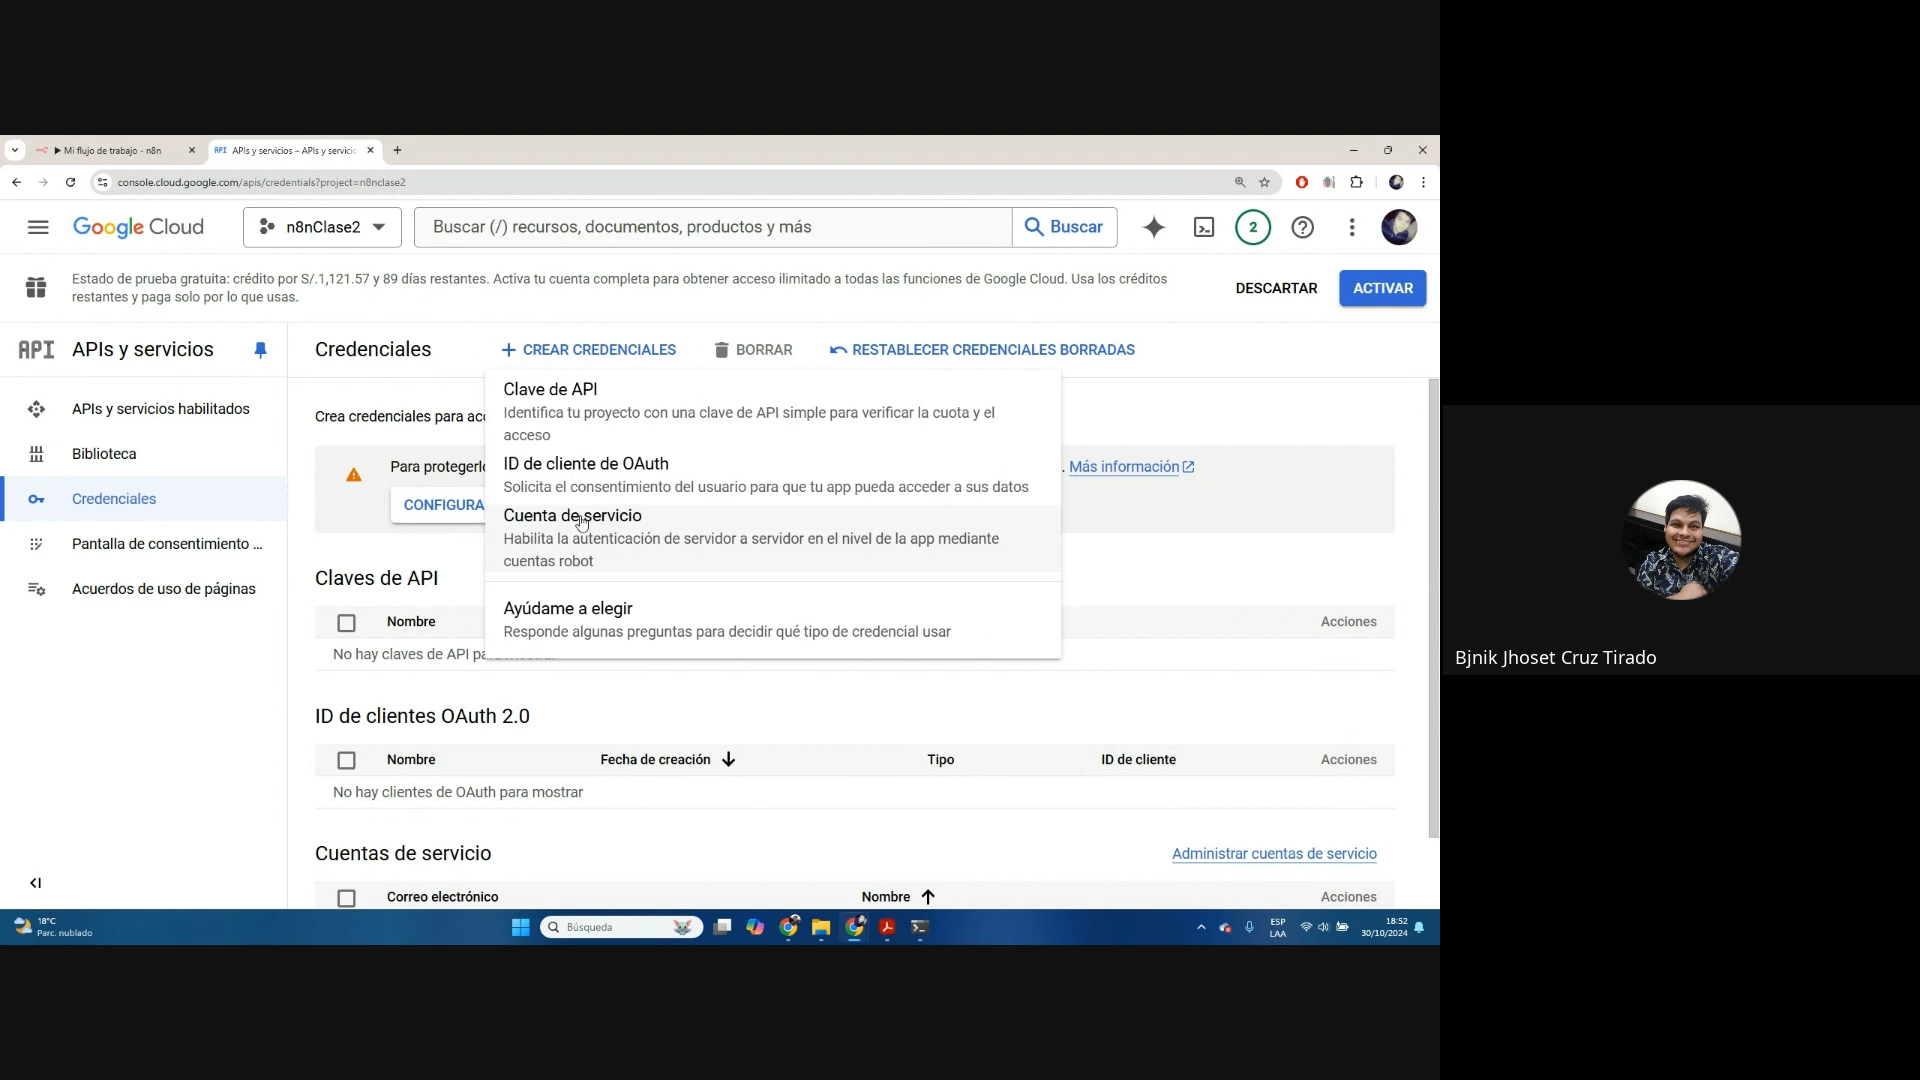 Mi flujo de trabajo - n8n
API APIs y servicios – APIs y servicic
console.cloud.google.com/apis/credentials?project=n8nclase2
Google Cloud
n8nClase2
Buscar (/) recursos, documentos, productos y más
Buscar
2
Estado de prueba gratuita: crédito por S/.1,121.57 y 89 días restantes. Activa tu cuenta completa para obtener acceso ilimitado a todas las funciones de Google Cloud. Usa los créditos
restantes y paga solo por lo que usas.
DESCARTAR
ACTIVAR
API APIs y servicios
APIs y servicios habilitados
Biblioteca
Credenciales
Pantalla de consentimiento ...
Acuerdos de uso de páginas
Credenciales
+ CREAR CREDENCIALES
BORRAR
RESTABLECER CREDENCIALES BORRADAS
Crea credenciales para acc
Para protegerlo
. Más información
CONFIGURA
Clave de API
Identifica tu proyecto con una clave de API simple para verificar la cuota y el
acceso
ID de cliente de OAuth
Solicita el consentimiento del usuario para que tu app pueda acceder a sus datos
Cuenta de servicio
Habilita la autenticación de servidor a servidor en el nivel de la app mediante
cuentas robot
Ayúdame a elegir
Responde algunas preguntas para decidir qué tipo de credencial usar
Claves de API
Nombre
Acciones
No hay claves de API para mostrar
ID de clientes OAuth 2.0
Nombre
Fecha de creación
Tipo
ID de cliente
Acciones
No hay clientes de OAuth para mostrar
Cuentas de servicio
Administrar cuentas de servicio
Correo electrónico
Nombre
Acciones
18°C
Parc. nublado
Búsqueda
ESP
LAA
18:52
30/10/2024
Bjnik Jhoset Cruz Tirado